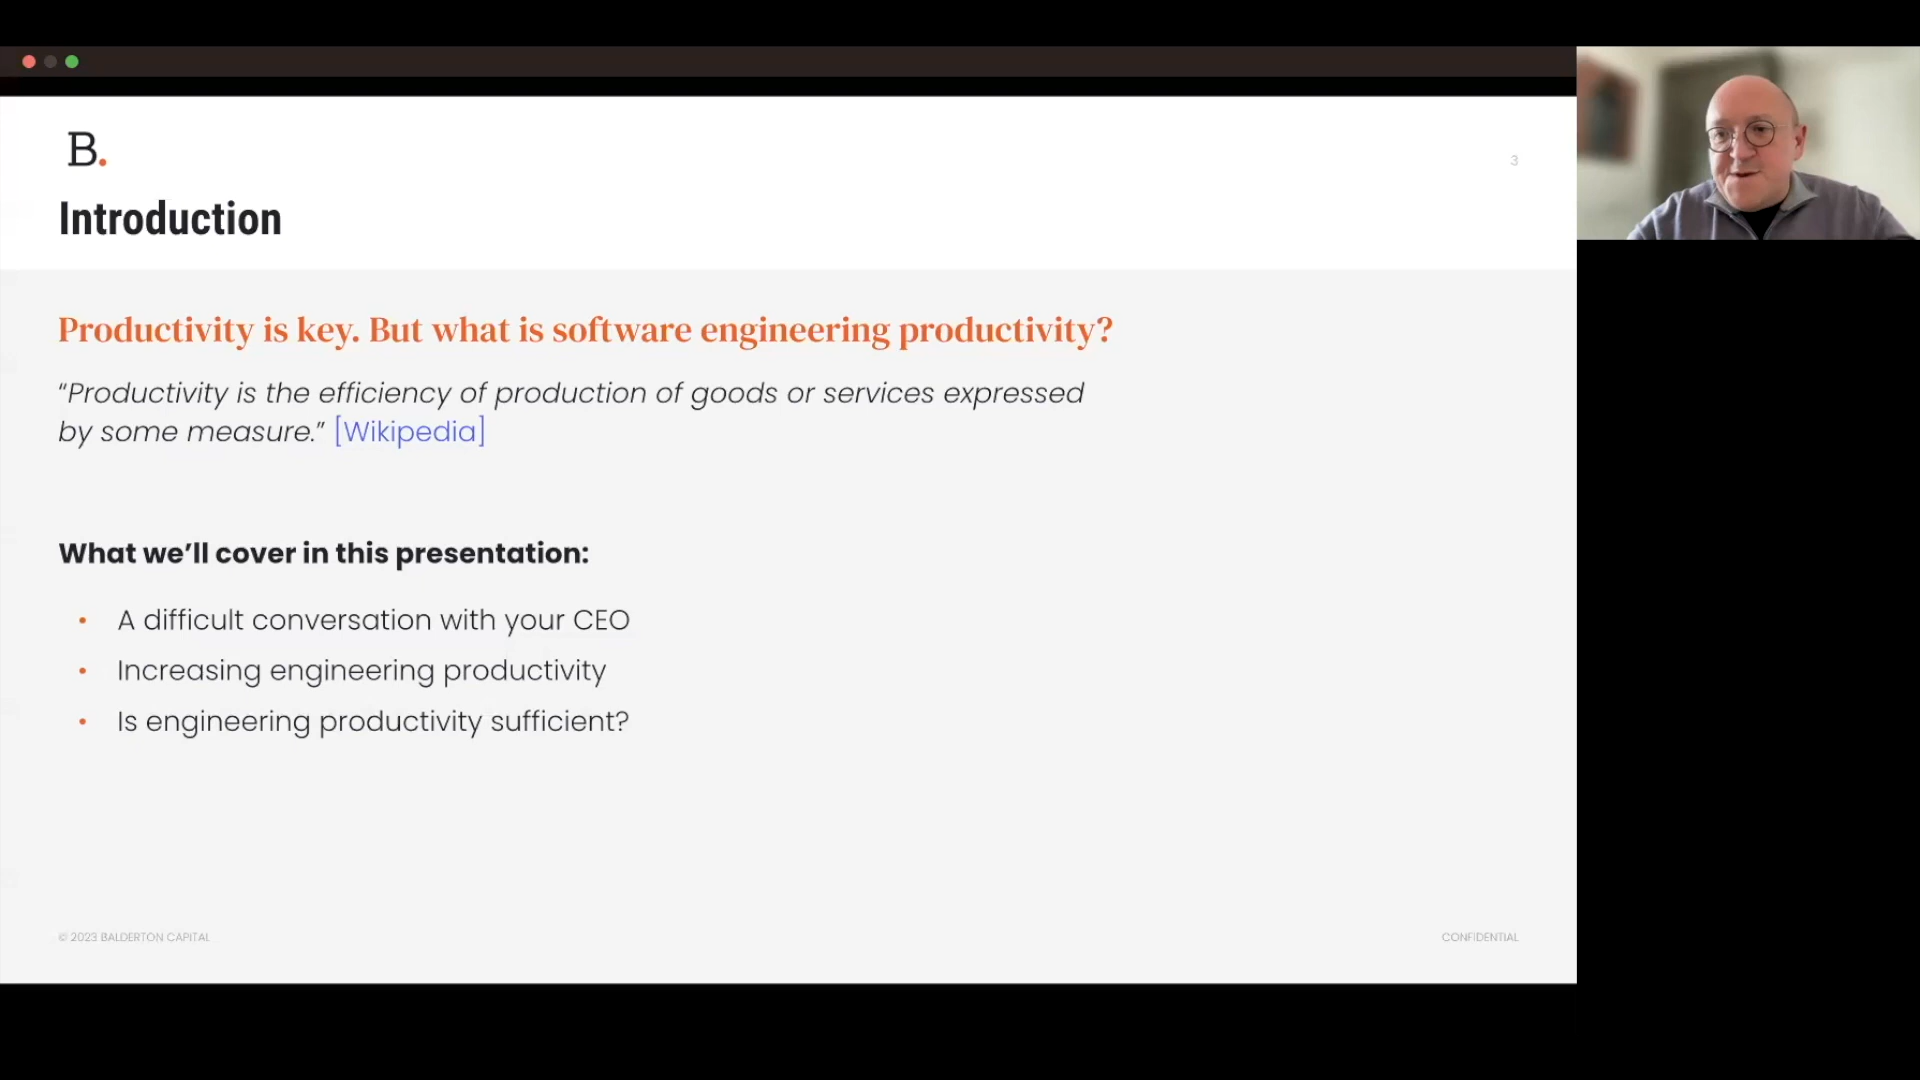 B.
3
Introduction
Productivity is key. But what is software engineering productivity?
“Productivity is the efficiency of production of goods or services expressed
by some measure.” [Wikipedia]
What we’ll cover in this presentation:
• A difficult conversation with your CEO
• Increasing engineering productivity
• Is engineering productivity sufficient?
© 2023 BALDERTON CAPITAL
CONFIDENTIAL